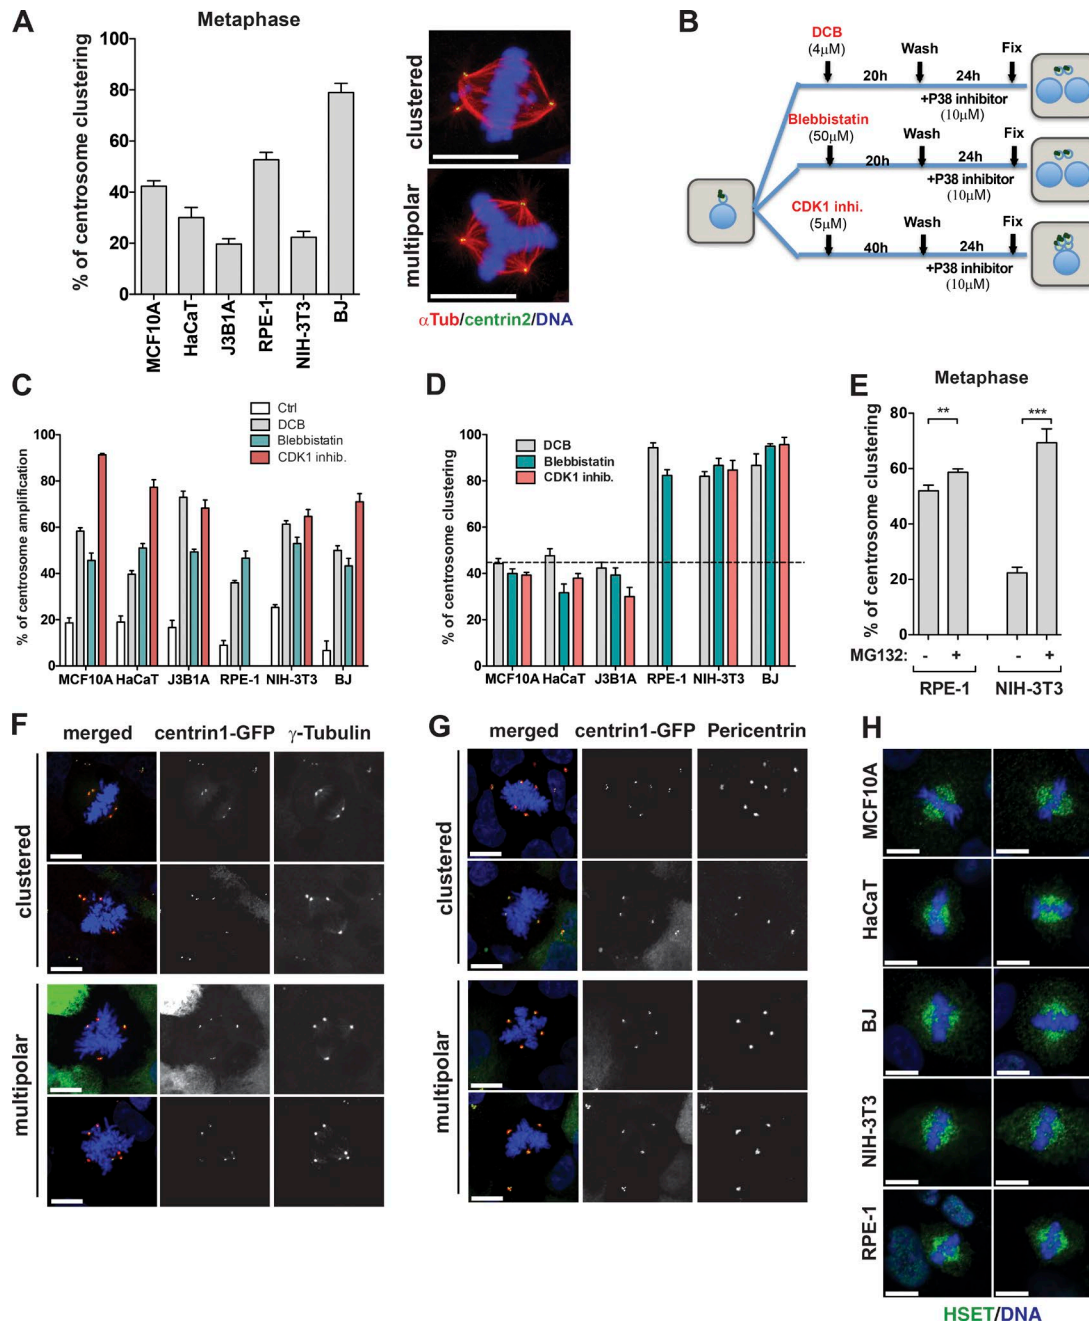 A
Metaphase
% of centrosome clustering
100
80
60
40
20
0
MCF10A
HaCaT
J3B1A
RPE-1
NIH-3T3
BJ
clustered
multipolar
αTub/centrin2/DNA
B
DCB
(4μM)
Wash
Fix
20h
24h
+P38 inhibitor
(10μM)
Blebbistatin
(50μM)
Wash
Fix
20h
24h
+P38 inhibitor
(10μM)
CDK1 inhi.
(5μM)
Wash
Fix
40h
24h
+P38 inhibitor
(10μM)
C
Ctrl
DCB
Blebbistatin
CDK1 inhib.
% of centrosome amplification
100
80
60
40
20
0
MCF10A HaCaT J3B1A RPE-1 NIH-3T3 BJ
D
DCB
Blebbistatin
CDK1 inhib.
% of centrosome clustering
100
80
60
40
20
0
MCF10A HaCaT J3B1A RPE-1 NIH-3T3 BJ
E
Metaphase
% of centrosome clustering
80
60
40
20
0
** ***
MG132: - + - +
RPE-1 NIH-3T3
F
merged centrin1-GFP γ-Tubulin
clustered
multipolar
G
merged centrin1-GFP Pericentrin
clustered
multipolar
H
MCF10A
HaCaT
BJ
NIH-3T3
RPE-1
HSET/DNA